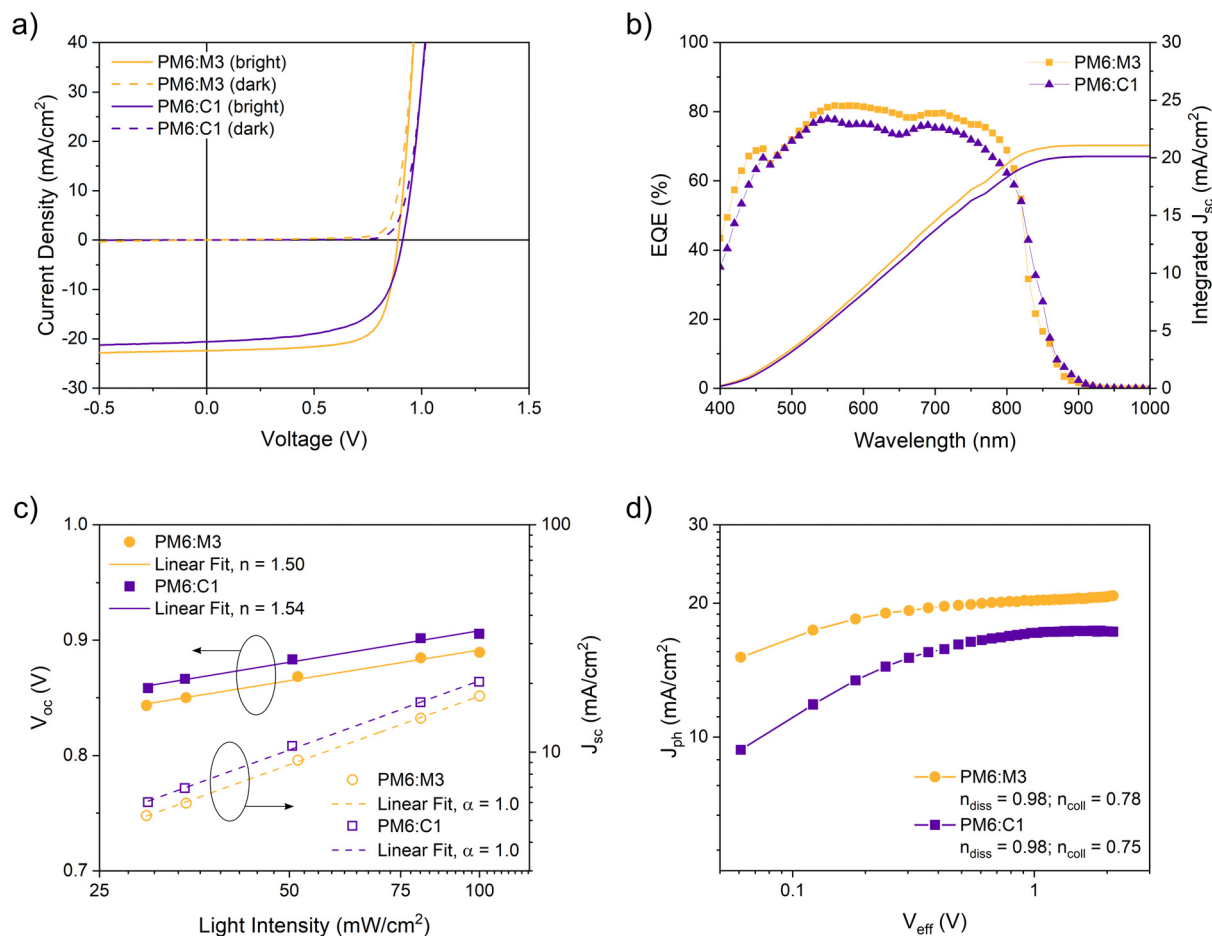 a)
PM6:M3 (bright)
PM6:M3 (dark)
PM6:C1 (bright)
PM6:C1 (dark)
40
30
20
10
0
-10
-20
-30
Current Density (mA/cm²)
-0.5
0.0
0.5
1.0
1.5
Voltage (V)
b)
PM6:M3
PM6:C1
100
80
60
40
20
0
EQE (%)
30
25
20
15
10
5
0
Integrated J_sc (mA/cm²)
400
500
600
700
800
900
1000
Wavelength (nm)
c)
PM6:M3
Linear Fit, n = 1.50
PM6:C1
Linear Fit, n = 1.54
1.0
0.9
0.8
0.7
V_oc (V)
100
10
J_sc (mA/cm²)
PM6:M3
Linear Fit, α = 1.0
PM6:C1
Linear Fit, α = 1.0
25
50
75
100
Light Intensity (mW/cm²)
d)
30
20
10
J_ph (mA/cm²)
PM6:M3
n_diss = 0.98; n_coll = 0.78
PM6:C1
n_diss = 0.98; n_coll = 0.75
0.1
1
V_eff (V)